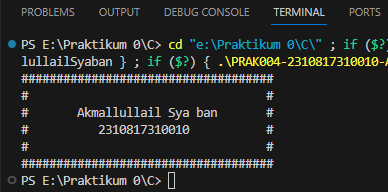 PROBLEMS OUTPUT DEBUG CONSOLE TERMINAL PORTS
PS E:\Praktikum 0\C> cd "e:\Praktikum 0\C\" ; if ($?)
lullailSyaban } ; if ($?) { .\PRAK004-2310817310010-A
###################################
# #
# Akmallullail Sya ban #
# 2310817310010 #
# #
###################################
PS E:\Praktikum 0\C>